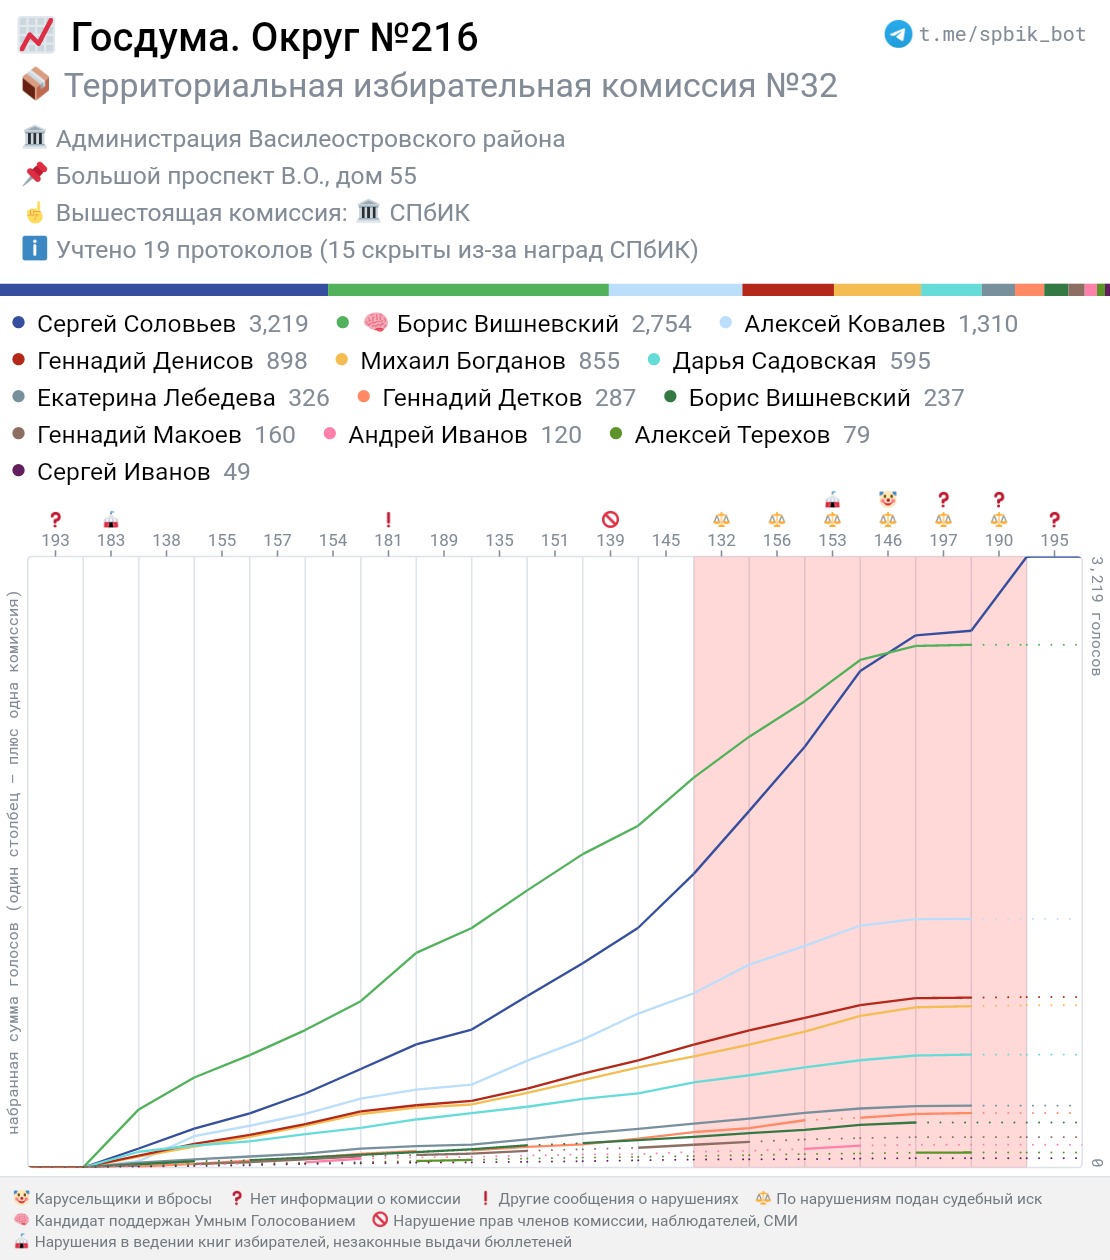 Госдума. Округ №216
t.me/spbik_bot
Территориальная избирательная комиссия №32
Администрация Василеостровского района
Большой проспект В.О., дом 55
Вышестоящая комиссия: СПбИК
Учтено 19 протоколов (15 скрыты из-за наград СПбИК)
Сергей Соловьев 3,219 Борис Вишневский 2,754 Алексей Ковалев 1,310
Геннадий Денисов 898 Михаил Богданов 855 Дарья Садовская 595
Екатерина Лебедева 326 Геннадий Детков 287 Борис Вишневский 237
Геннадий Макоев 160 Андрей Иванов 120 Алексей Терехов 79
Сергей Иванов 49
193 183 138 155 157 154 181 189 135 151 139 145 132 156 153 146 197 190 195
3,219 голосов
набранная сумма голосов (один столбец – плюс одна комиссия)
0
Карусельщики и вбросы Нет информации о комиссии Другие сообщения о нарушениях По нарушениям подан судебный иск
Кандидат поддержан Умным Голосованием Нарушение прав членов комиссии, наблюдателей, СМИ
Нарушения в ведении книг избирателей, незаконные выдачи бюллетеней